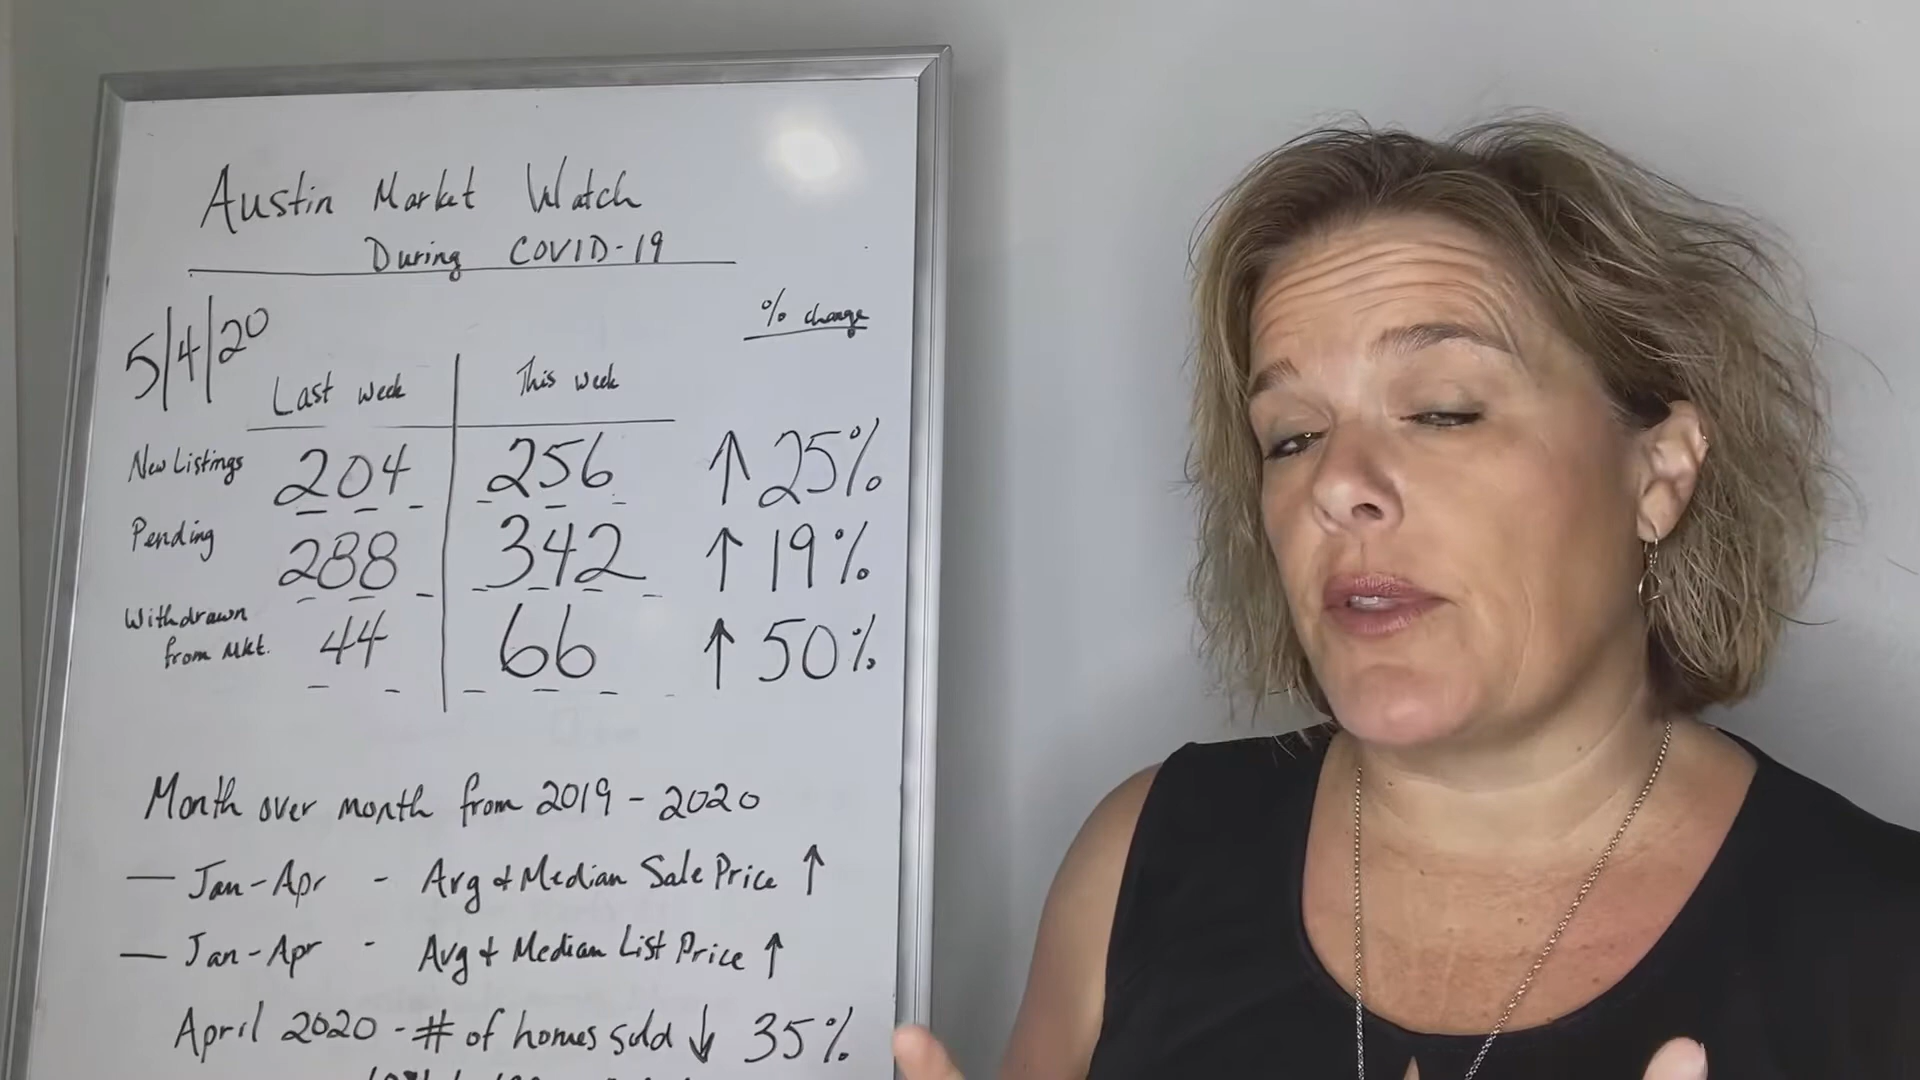 Austin Market Watch
During COVID-19
% change
5/4/20
Last week This week
New Listings 204 256 ↑ 25%
Pending 288 342 ↑ 19%
Withdrawn
from Mkt. 44 66 ↑ 50%
Month over month from 2019 - 2020
— Jan-Apr - Avg + Median Sale Price ↑
— Jan-Apr - Avg + Median List Price ↑
April 2020 - # of homes sold ↓ 35%